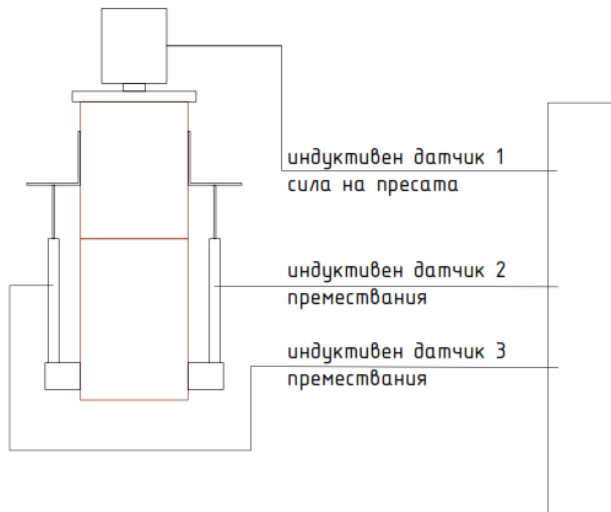 индуктивен датчик 1
сила на пресата
индуктивен датчик 2
премествания
индуктивен датчик 3
премествания